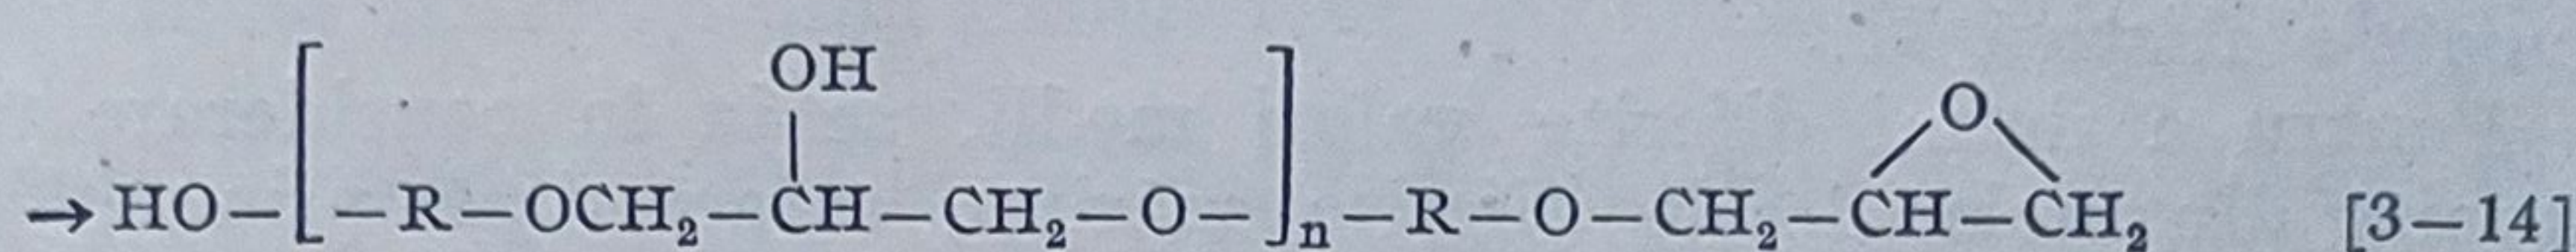 OH
O
→HO—[—R—OCH₂—CH—CH₂—O—]ₙ—R—O—CH₂—CH—CH₂ [3—14]